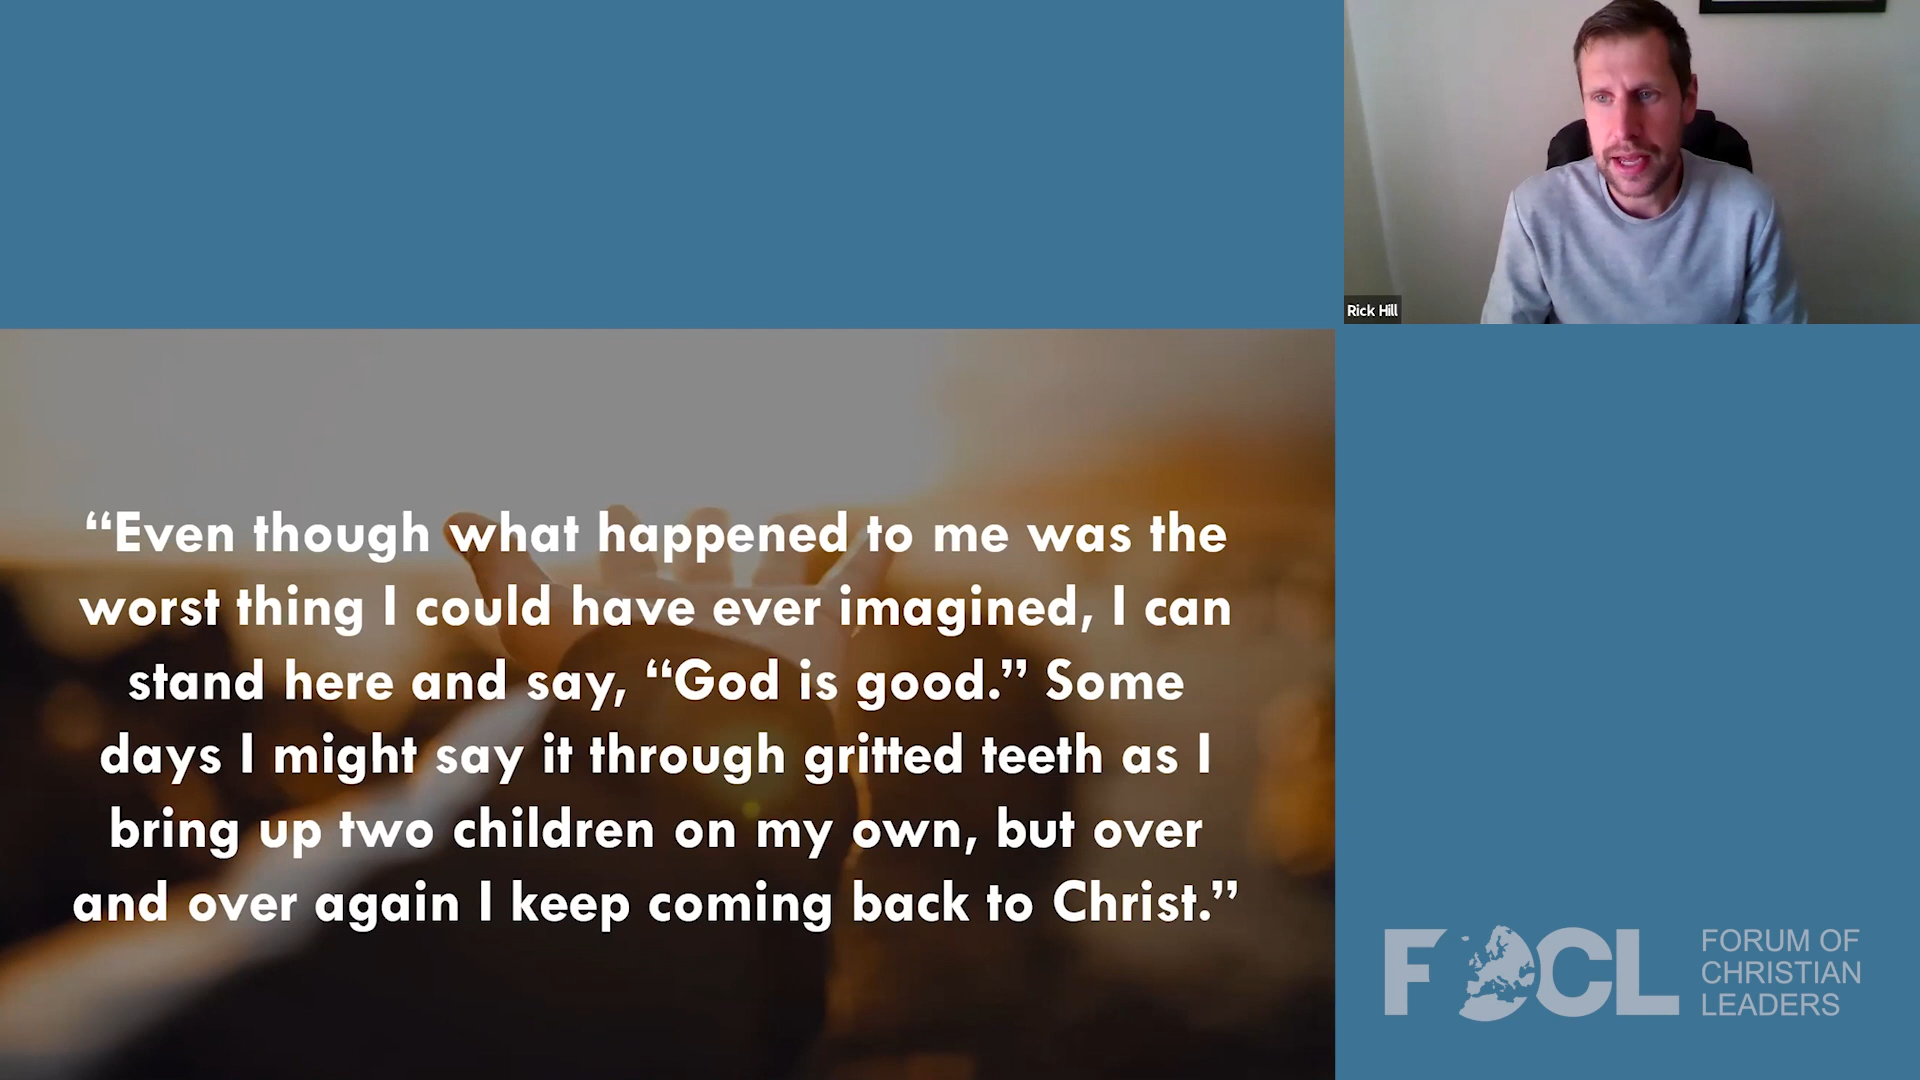 Rick Hill
“Even though what happened to me was the
worst thing I could have ever imagined, I can
stand here and say, “God is good.” Some
days I might say it through gritted teeth as I
bring up two children on my own, but over
and over again I keep coming back to Christ.”
FOCL
FORUM OF
CHRISTIAN
LEADERS